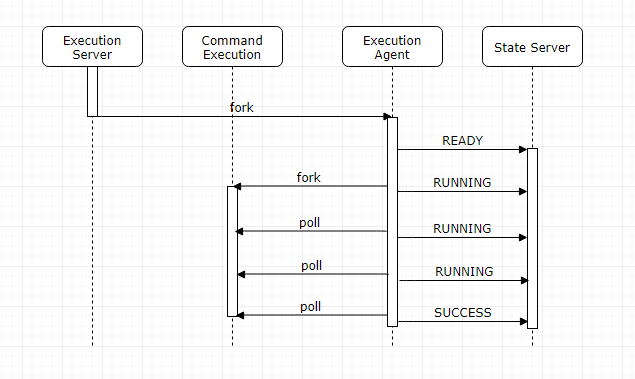 Execution
Server
Command
Execution
Execution
Agent
State Server
fork
READY
fork
RUNNING
poll
RUNNING
poll
RUNNING
poll
SUCCESS